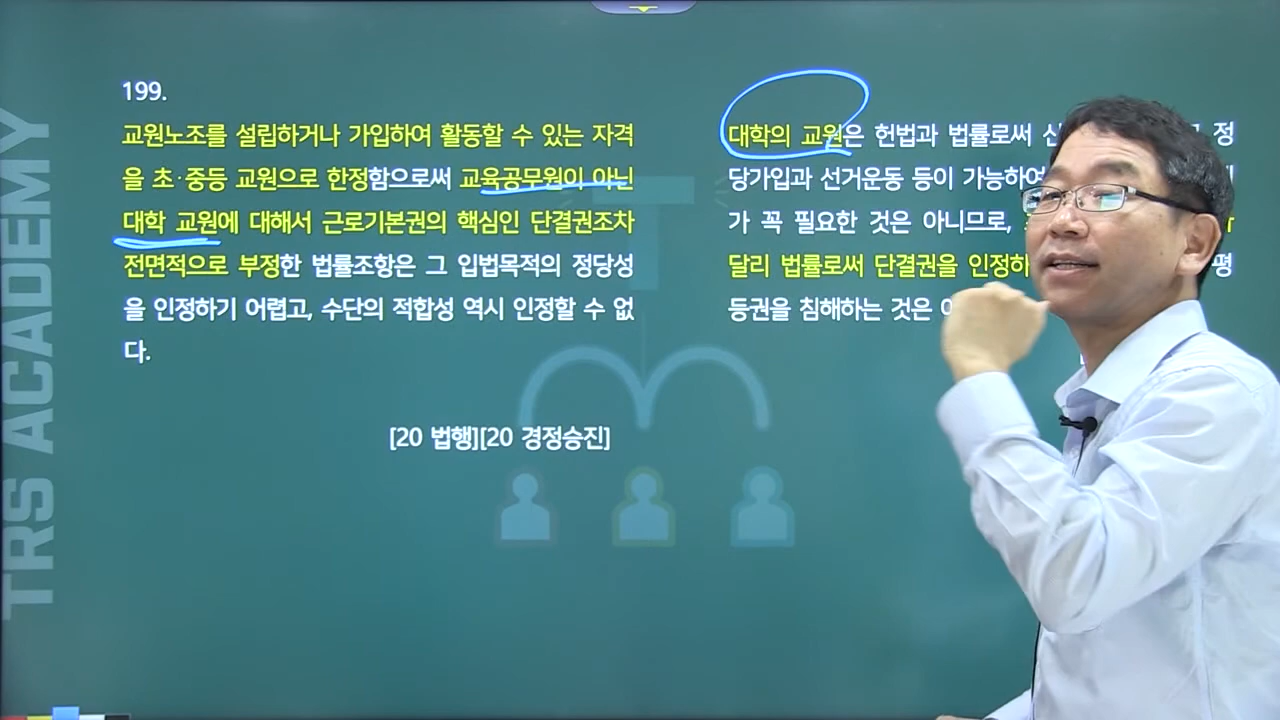 199.
교원노조를 설립하거나 가입하여 활동할 수 있는 자격
을 초·중등 교원으로 한정함으로써 교육공무원이 아닌
대학 교원에 대해서 근로기본권의 핵심인 단결권조차
전면적으로 부정한 법률조항은 그 입법목적의 정당성
을 인정하기 어렵고, 수단의 적합성 역시 인정할 수 없
다.
[20 법행][20 경정승진]
대학의 교원은 헌법과 법률로써 신 정
당가입과 선거운동 등이 가능하여
가 꼭 필요한 것은 아니므로,
달리 법률로써 단결권을 인정하 평
등권을 침해하는 것은
TRS ACADEMY